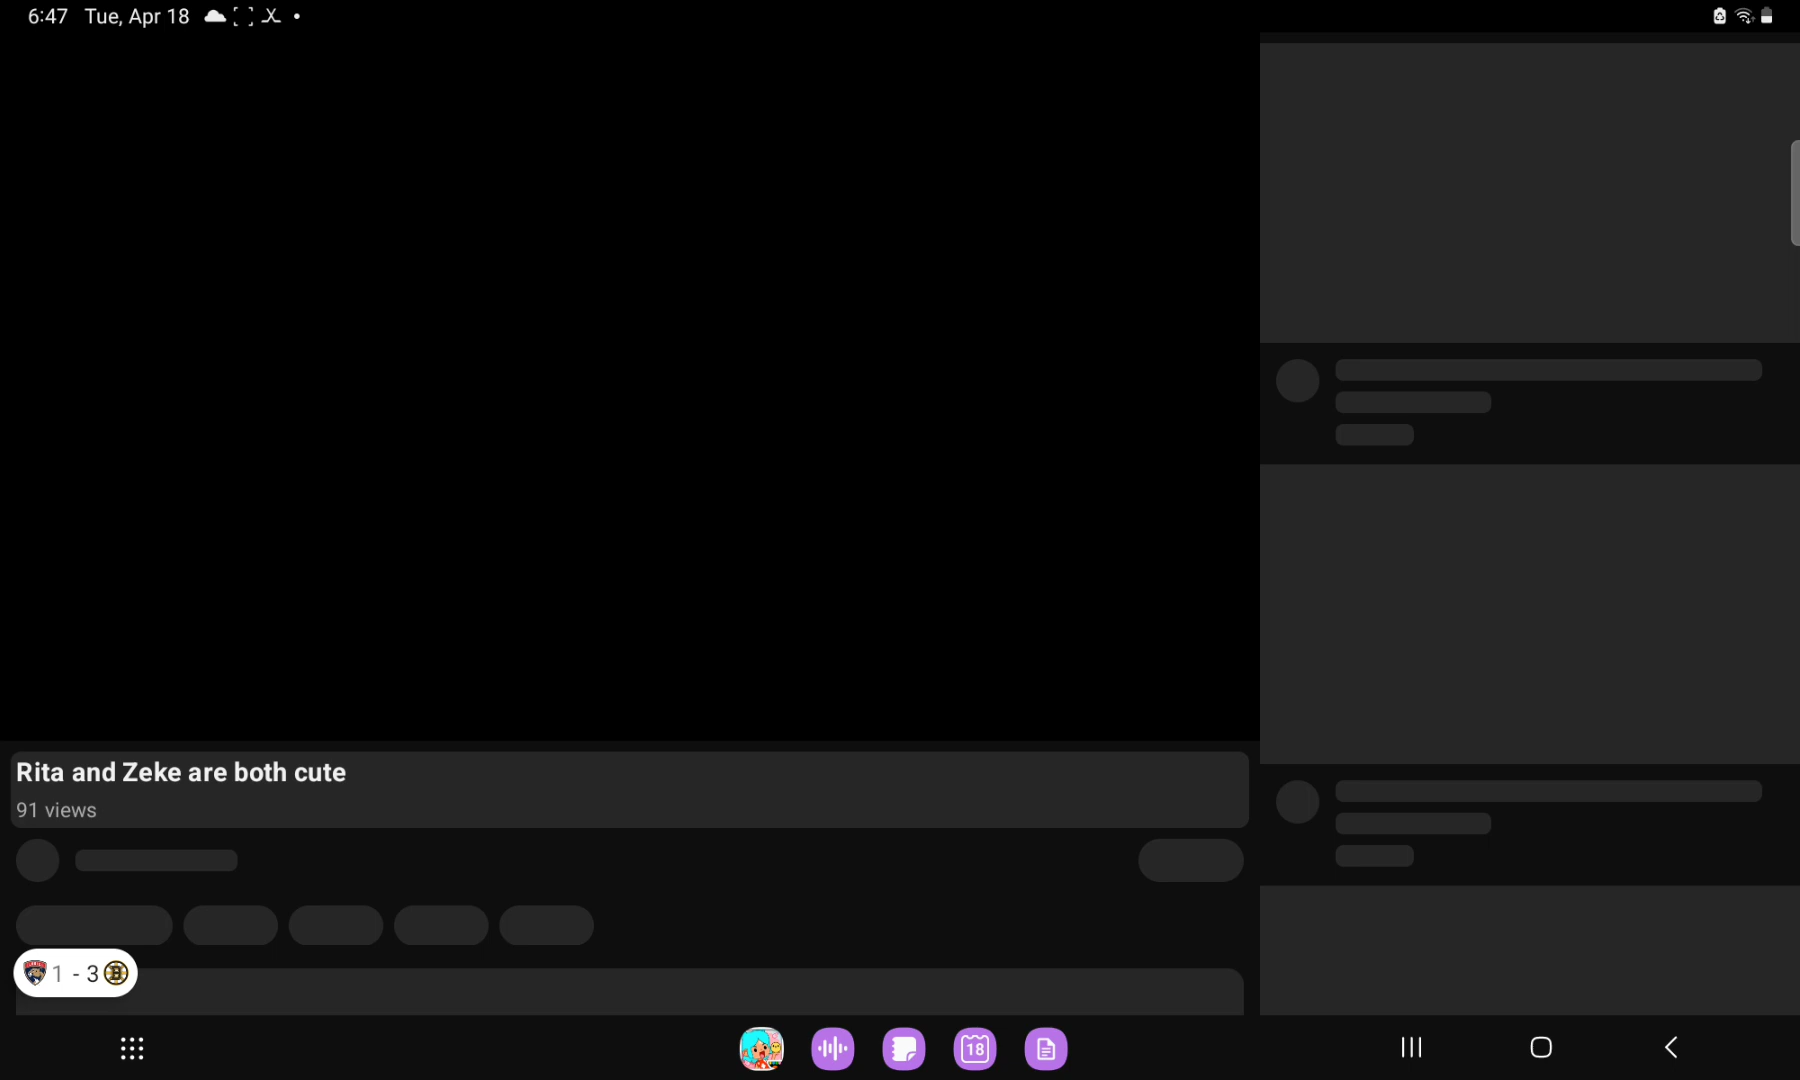 6:47 Tue, Apr 18
Rita and Zeke are both cute
91 views
1 - 3
18